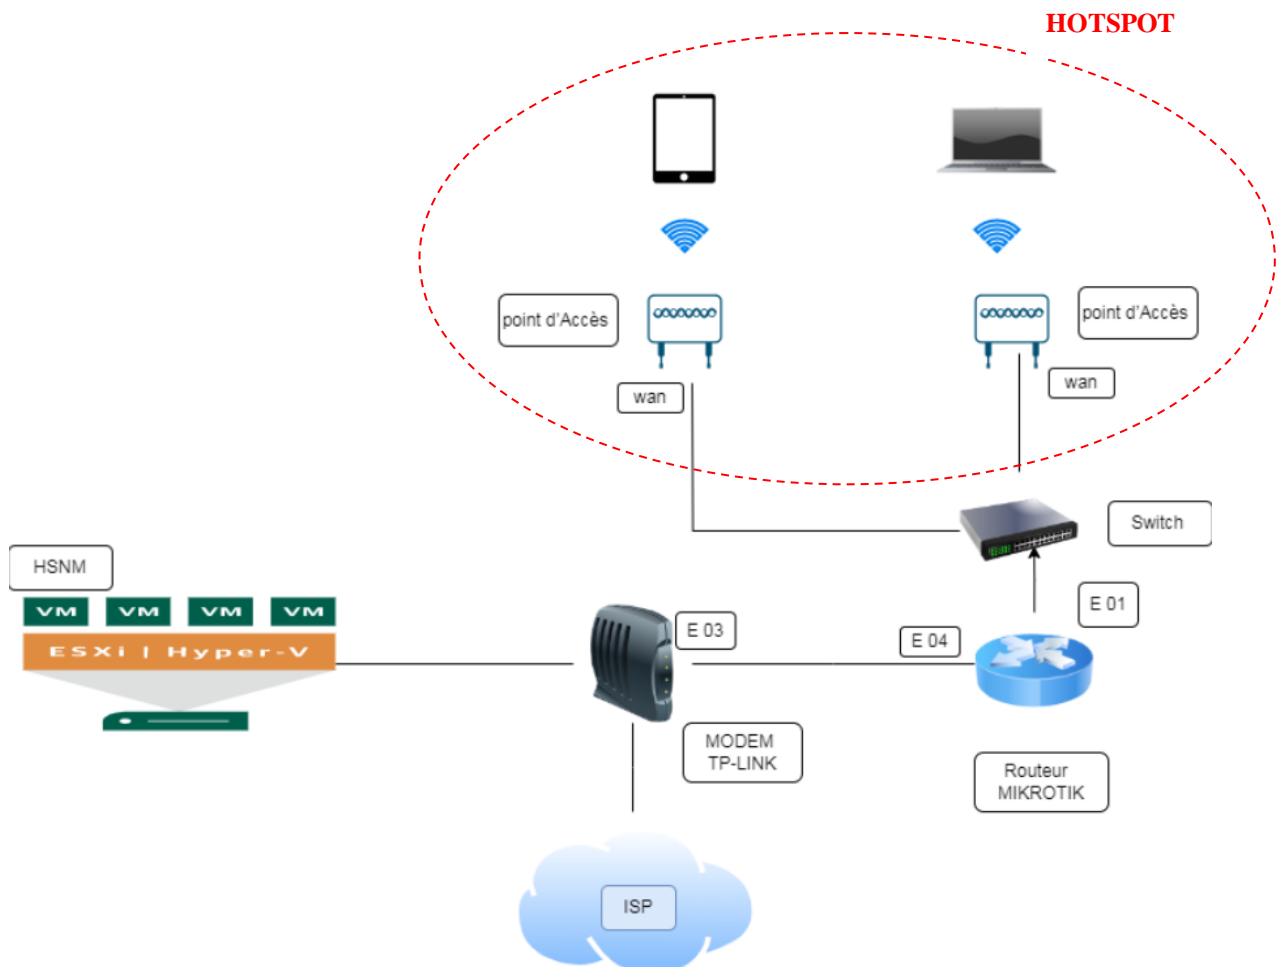 HOTSPOT
point d'Accès
point d'Accès
wan
wan
Switch
HSNM
VM VM VM VM
ESXi | Hyper-V
E 03
E 04
E 01
MODEM
TP-LINK
Routeur
MIKROTIK
ISP